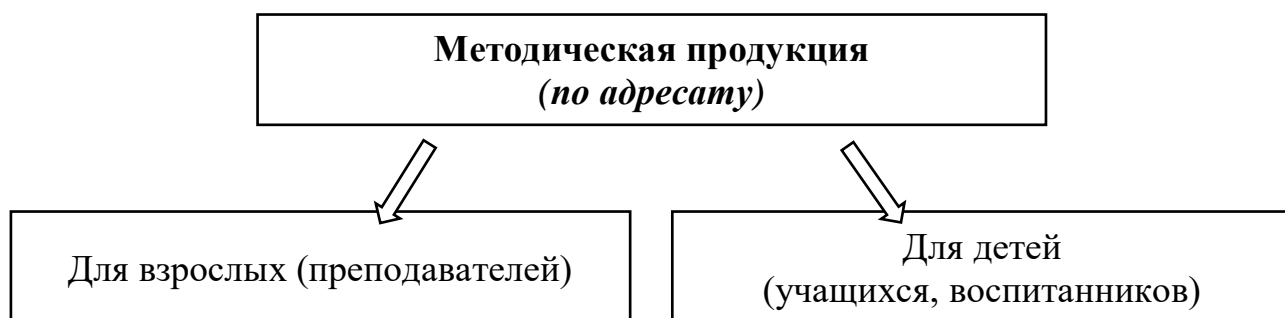 Методическая продукция
(по адресату)
Для взрослых (преподавателей)
Для детей
(учащихся, воспитанников)